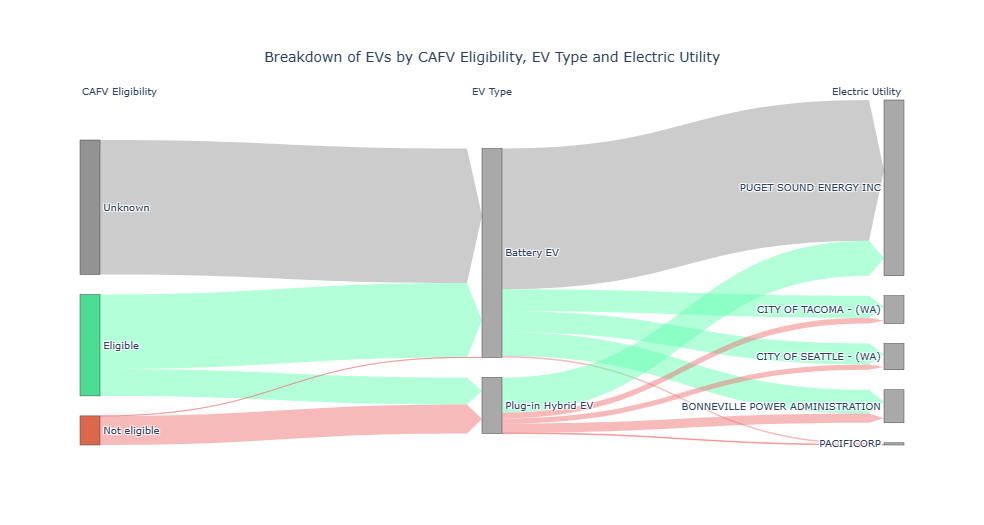 Breakdown of EVs by CAFV Eligibility, EV Type and Electric Utility
CAFV Eligibility
EV Type
Electric Utility
Unknown
Eligible
Not eligible
Battery EV
Plug-in Hybrid EV
PUGET SOUND ENERGY INC
CITY OF TACOMA - (WA)
CITY OF SEATTLE - (WA)
BONNEVILLE POWER ADMINISTRATION
PACIFICORP